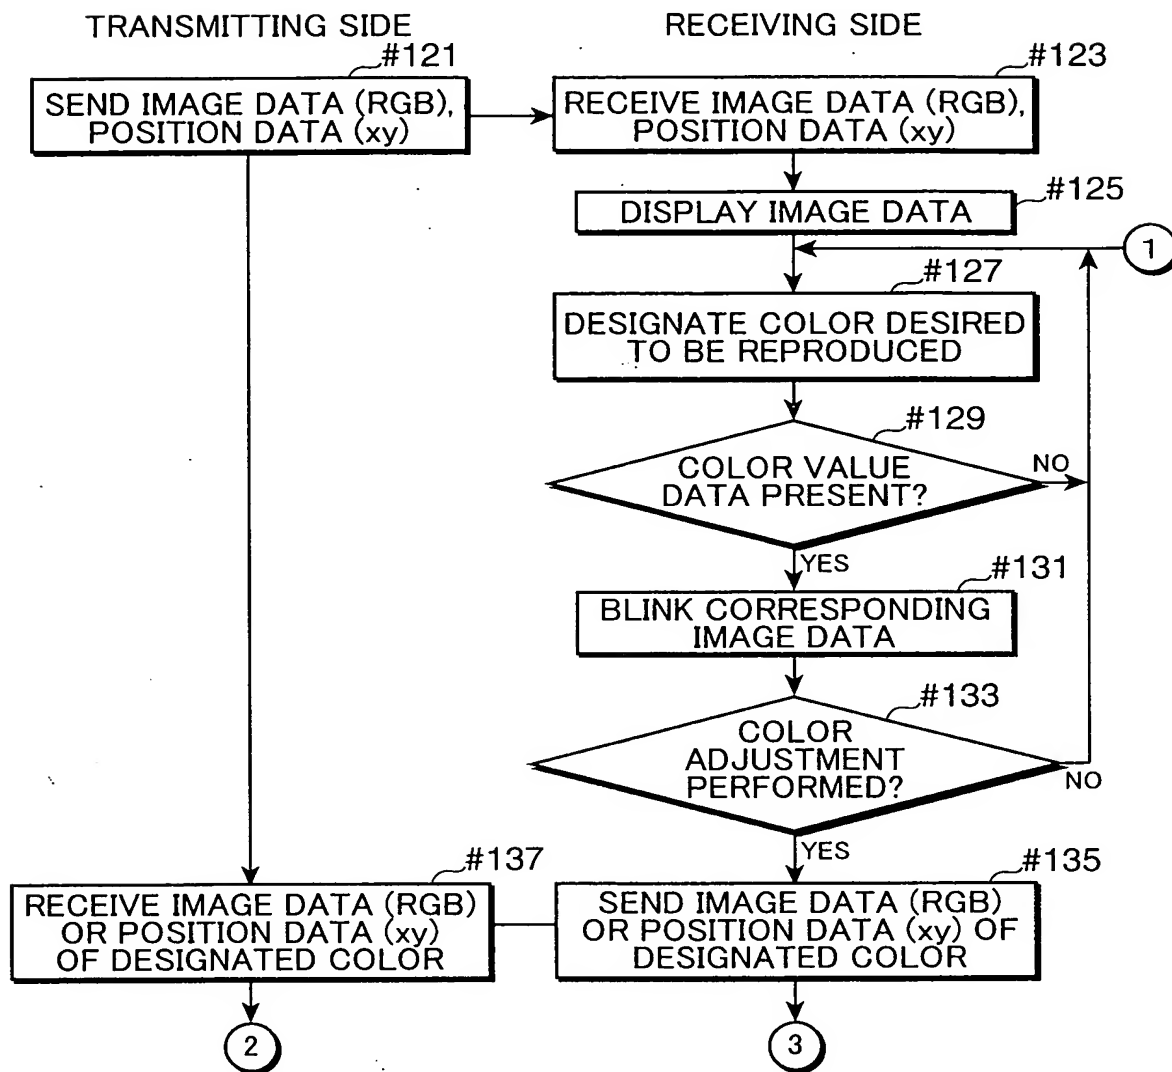 TRANSMITTING SIDE
RECEIVING SIDE
#121
#123
SEND IMAGE DATA (RGB),
POSITION DATA (xy)
RECEIVE IMAGE DATA (RGB),
POSITION DATA (xy)
#125
DISPLAY IMAGE DATA
1
#127
DESIGNATE COLOR DESIRED
TO BE REPRODUCED
#129
COLOR VALUE
DATA PRESENT?
NO
YES
#131
BLINK CORRESPONDING
IMAGE DATA
#133
COLOR
ADJUSTMENT
PERFORMED?
NO
YES
#137
#135
RECEIVE IMAGE DATA (RGB)
OR POSITION DATA (xy)
OF DESIGNATED COLOR
SEND IMAGE DATA (RGB)
OR POSITION DATA (xy) OF
DESIGNATED COLOR
2
3